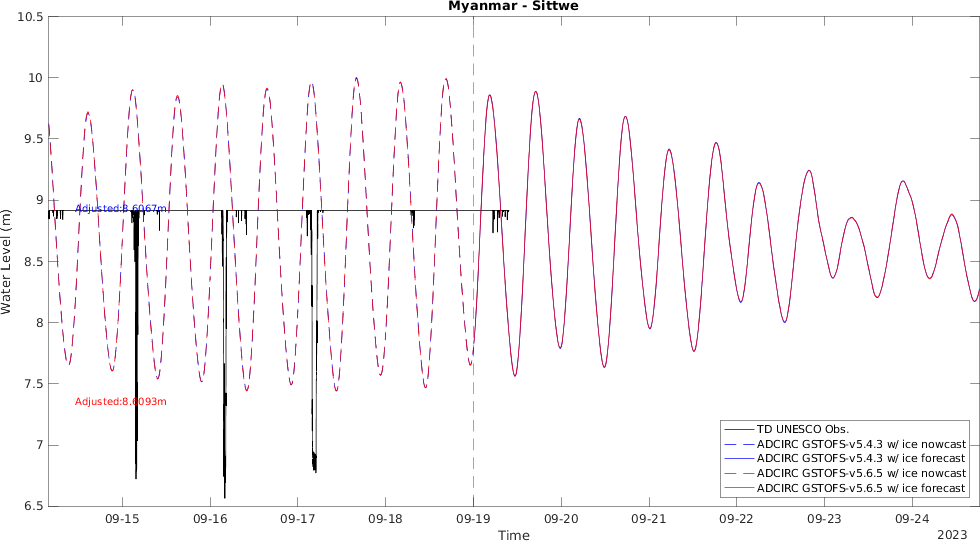 Myanmar - Sittwe
10.5
10
9.5
9
8.5
8
7.5
7
6.5
Water Level (m)
Adjusted:8.6067m
Adjusted:8.6093m
TD UNESCO Obs.
ADCIRC GSTOFS-v5.4.3 w/ ice nowcast
ADCIRC GSTOFS-v5.4.3 w/ ice forecast
ADCIRC GSTOFS-v5.6.5 w/ ice nowcast
ADCIRC GSTOFS-v5.6.5 w/ ice forecast
09-15 09-16 09-17 09-18 09-19 09-20 09-21 09-22 09-23 09-24
Time
2023